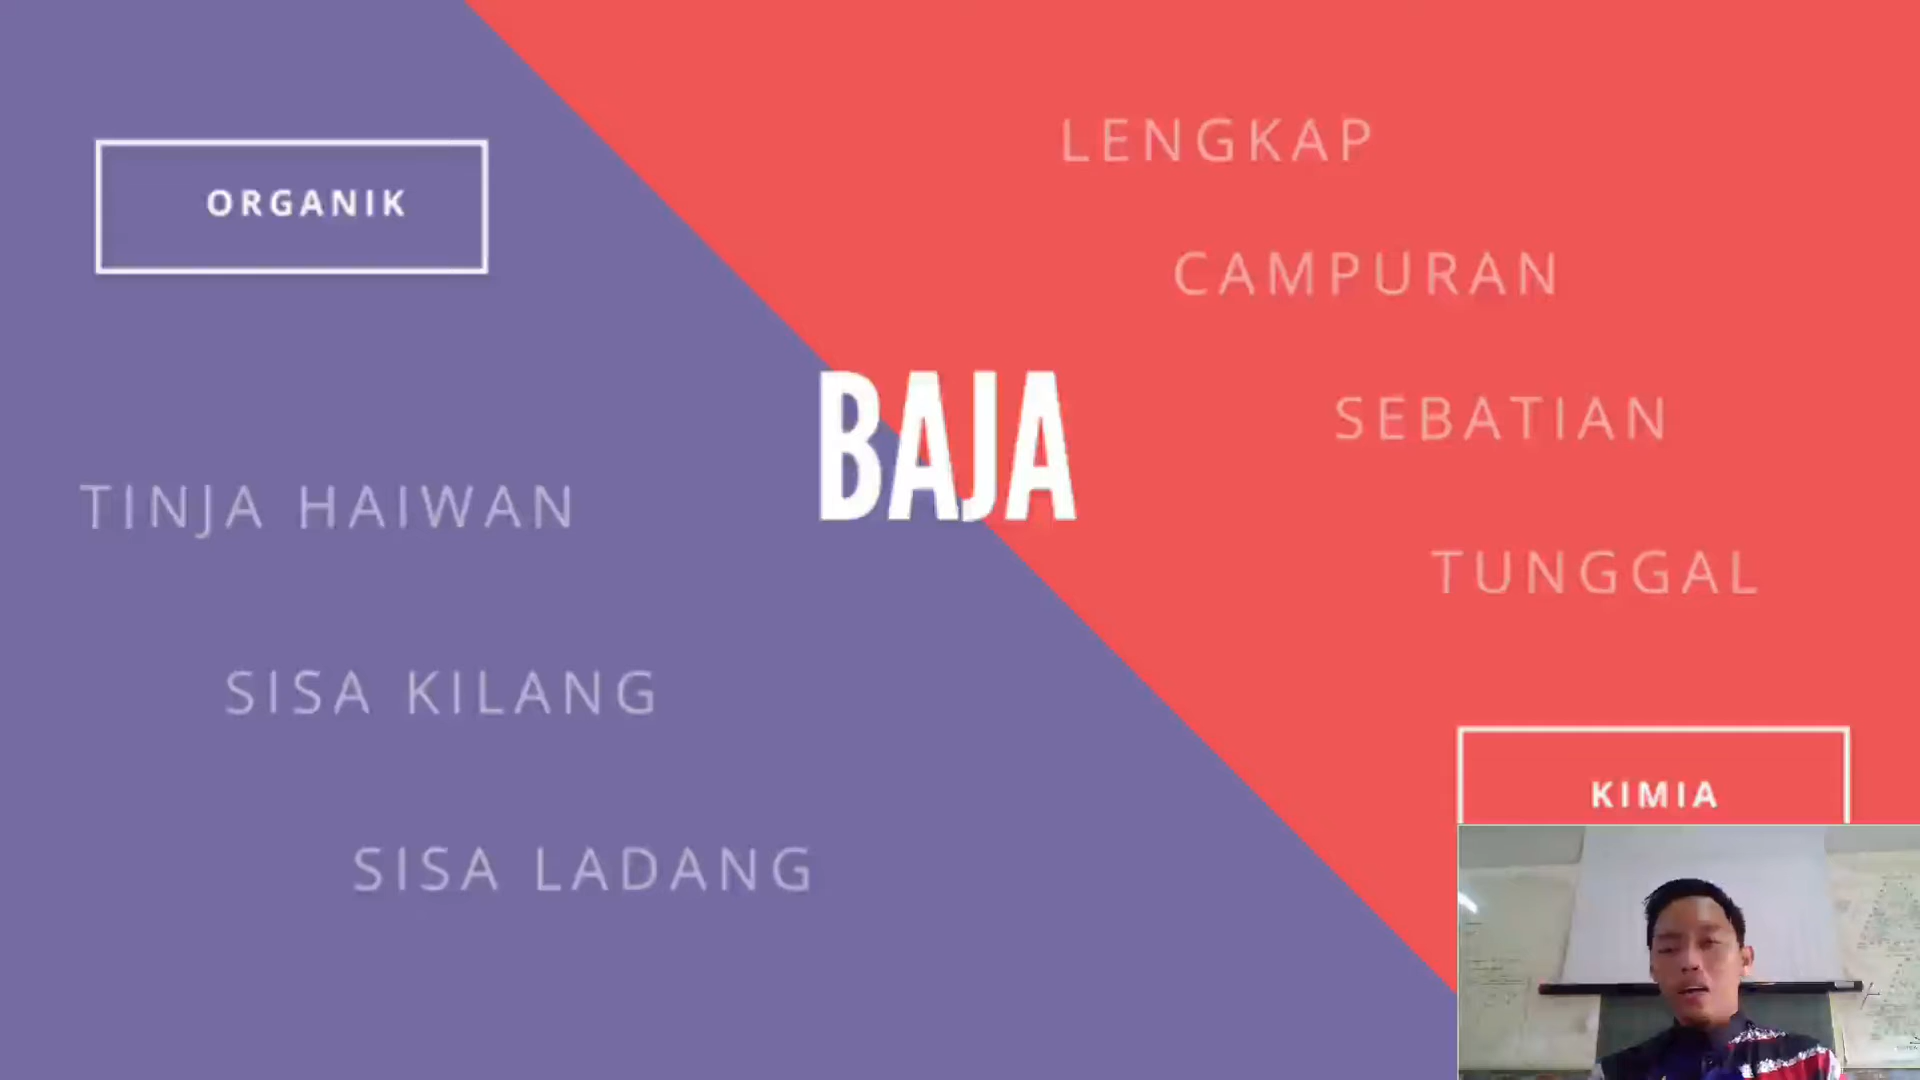 ORGANIK
TINJA HAIWAN
SISA KILANG
SISA LADANG
BAJA
LENGKAP
CAMPURAN
SEBATIAN
TUNGGAL
KIMIA